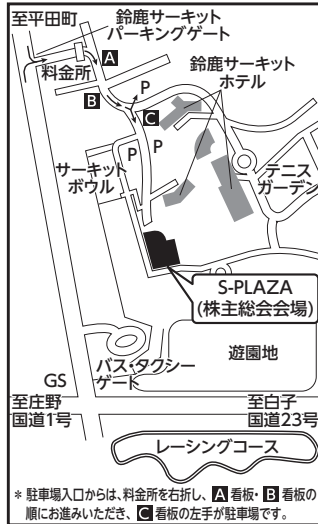 至平田町
鈴鹿サーキット
パーキングゲート
A
料金所
鈴鹿サーキット
ホテル
P
B
C
P
P
サーキット
ボウル
テニス
ガーデン
S-PLAZA
(株主総会会場)
遊園地
バス・タクシー
ゲート
GS
至庄野
国道1号
至白子
国道23号
レーシングコース
* 駐車場入口からは、料金所を右折し、A看板・B看板の
順にお進みいただき、C看板の左手が駐車場です。